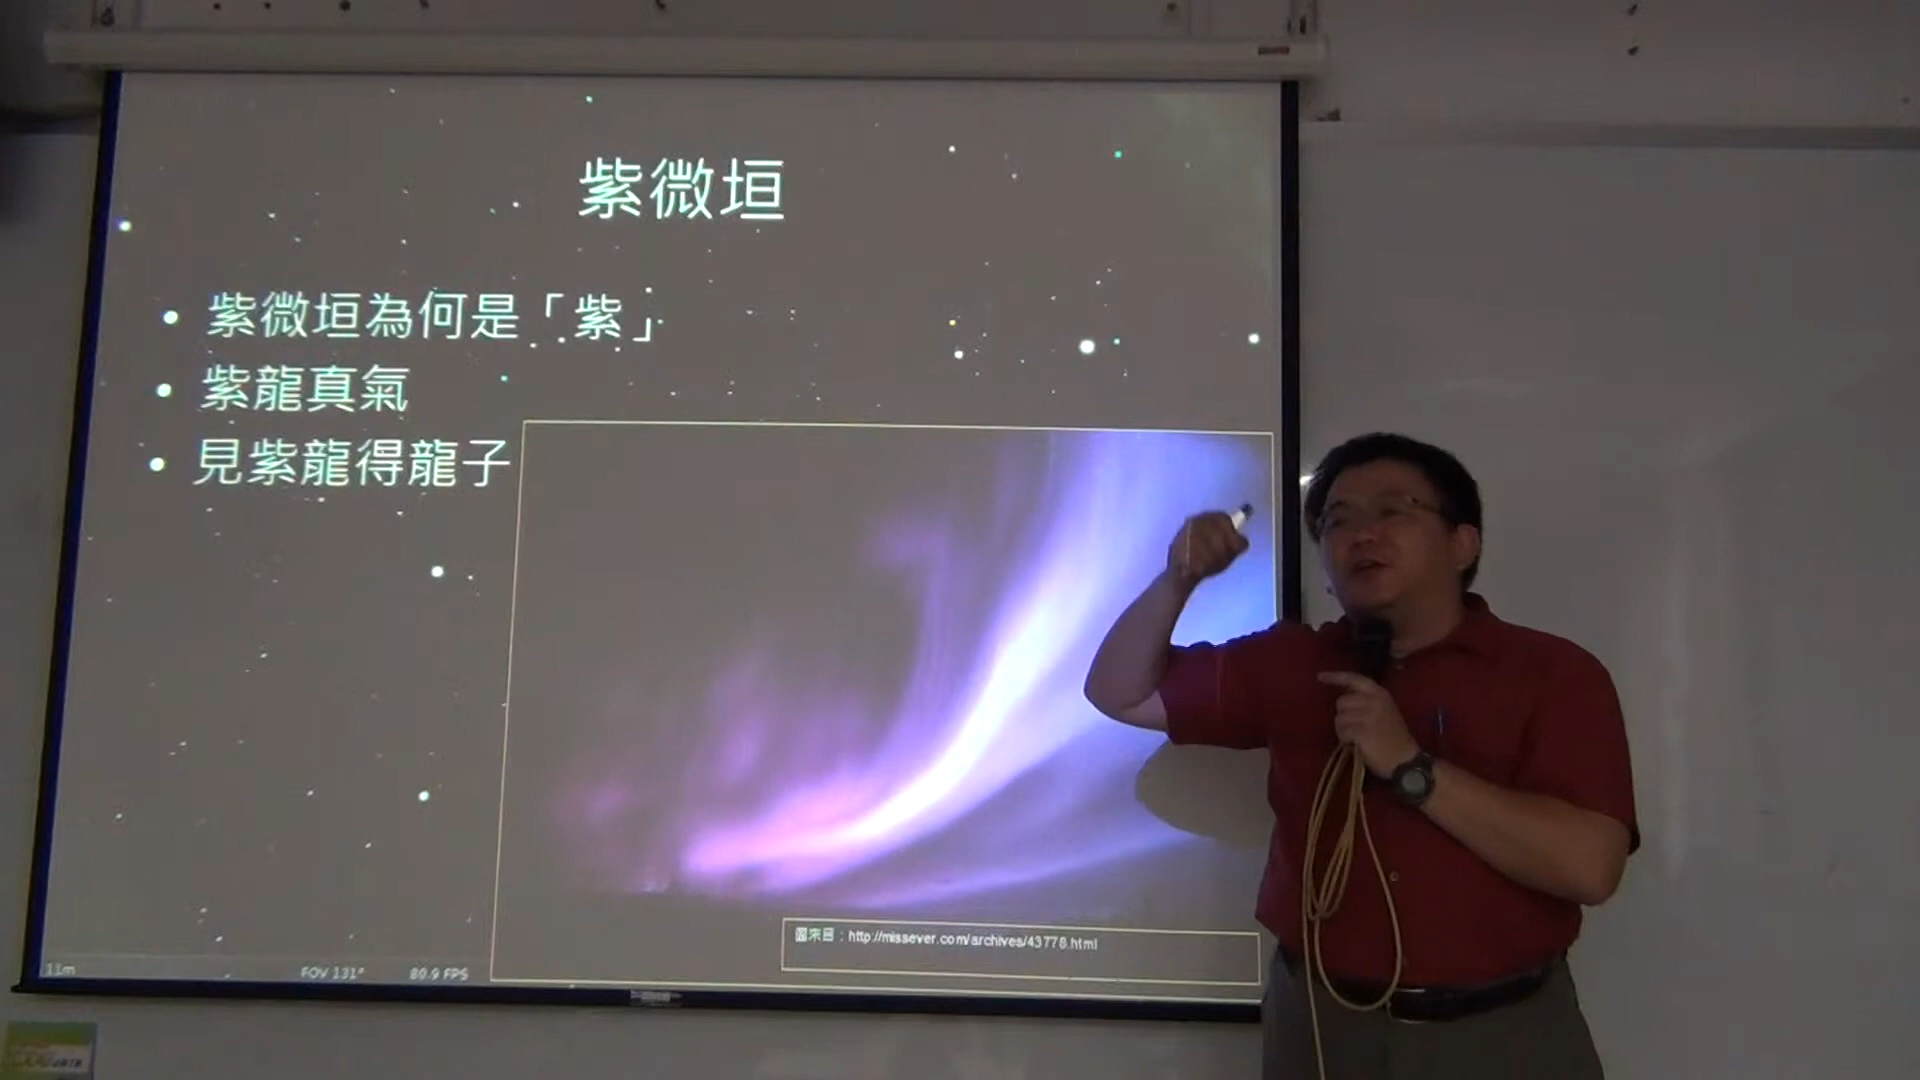 紫微垣
紫微垣為何是「紫」
紫龍真氣
見紫龍得龍子
圖來自：http://missever.com/archives/43778.html
11m FOV 131° 80.9 FPS